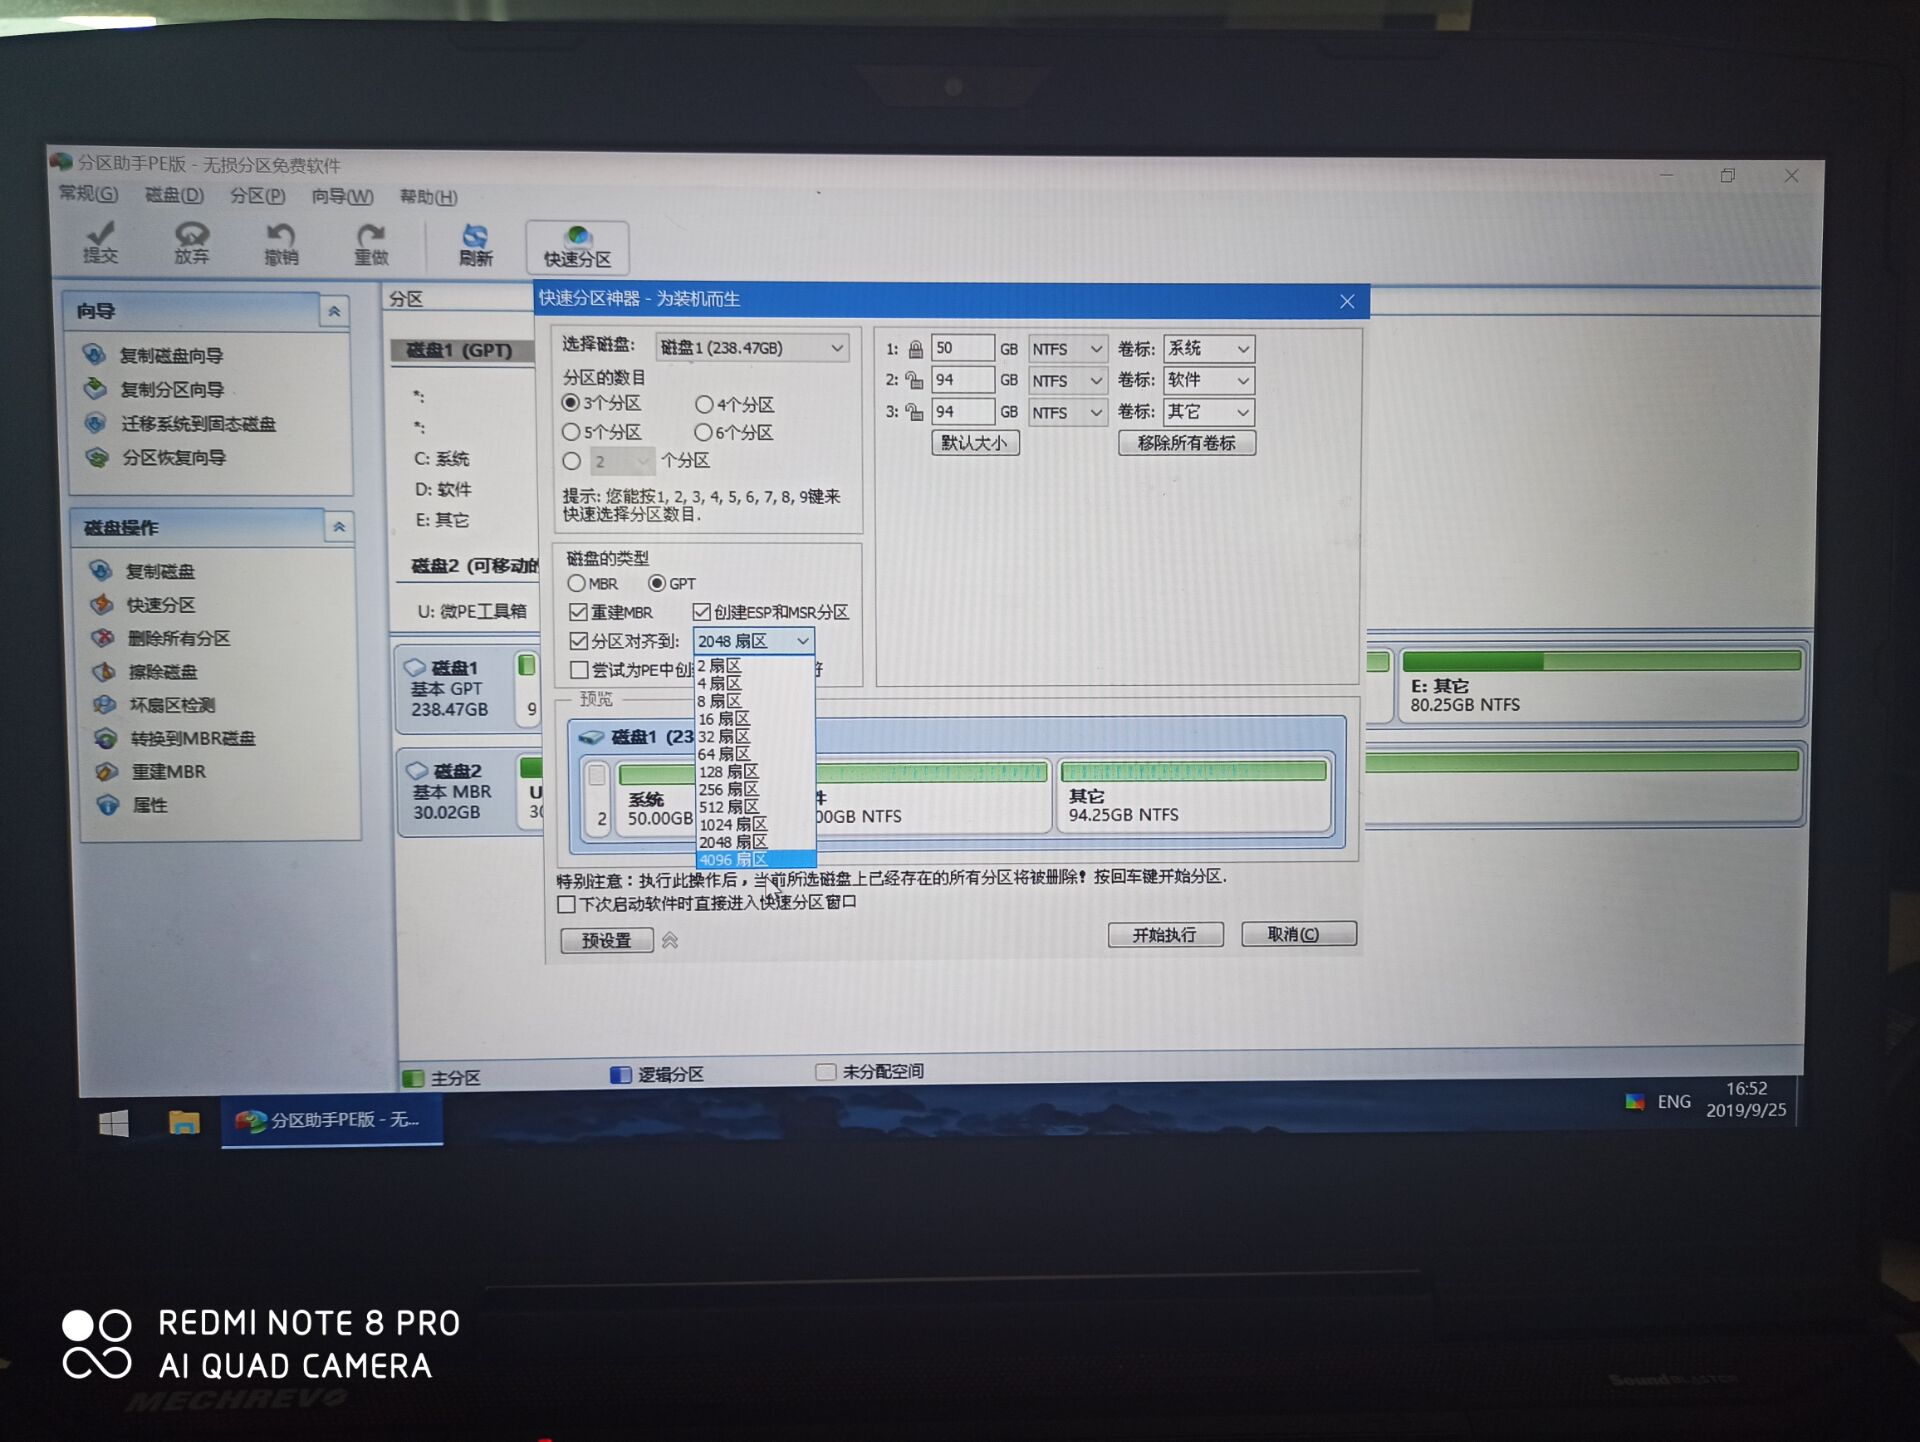 分区助手PE版 - 无损分区免费软件
常规(G) 磁盘(D) 分区(P) 向导(W) 帮助(H)
提交 放弃 撤销 重做 刷新 快速分区
向导
复制磁盘向导
复制分区向导
迁移系统到固态磁盘
分区恢复向导
磁盘操作
复制磁盘
快速分区
删除所有分区
擦除磁盘
坏扇区检测
转换到MBR磁盘
重建MBR
属性
分区
磁盘1 (GPT)
*:
*:
C: 系统
D: 软件
E: 其它
磁盘2 (可移动的
U: 微PE工具箱
磁盘1
基本 GPT
238.47GB
9
E: 其它
80.25GB NTFS
磁盘2
基本 MBR
30.02GB
U
30
快速分区神器 - 为装机而生
选择磁盘: 磁盘1 (238.47GB)
分区的数目
3个分区 4个分区
5个分区 6个分区
2 个分区
提示: 您能按1, 2, 3, 4, 5, 6, 7, 8, 9键来
快速选择分区数目.
1: 50 GB NTFS 卷标: 系统
2: 94 GB NTFS 卷标: 软件
3: 94 GB NTFS 卷标: 其它
默认大小 移除所有卷标
磁盘的类型
MBR GPT
重建MBR 创建ESP和MSR分区
分区对齐到: 2048 扇区
尝试为PE中创
2 扇区
4 扇区
8 扇区
16 扇区
32 扇区
64 扇区
128 扇区
256 扇区
512 扇区
1024 扇区
2048 扇区
4096 扇区
预览
磁盘1 (23
2
系统
50.00GB
件
00GB NTFS
其它
94.25GB NTFS
特别注意：执行此操作后，当前所选磁盘上已经存在的所有分区将被删除！按回车键开始分区.
下次启动软件时直接进入快速分区窗口
预设置 开始执行 取消(C)
主分区 逻辑分区 未分配空间
分区助手PE版 - 无...
ENG
16:52
2019/9/25
REDMI NOTE 8 PRO
AI QUAD CAMERA
MECHREVO
Sound BLASTER